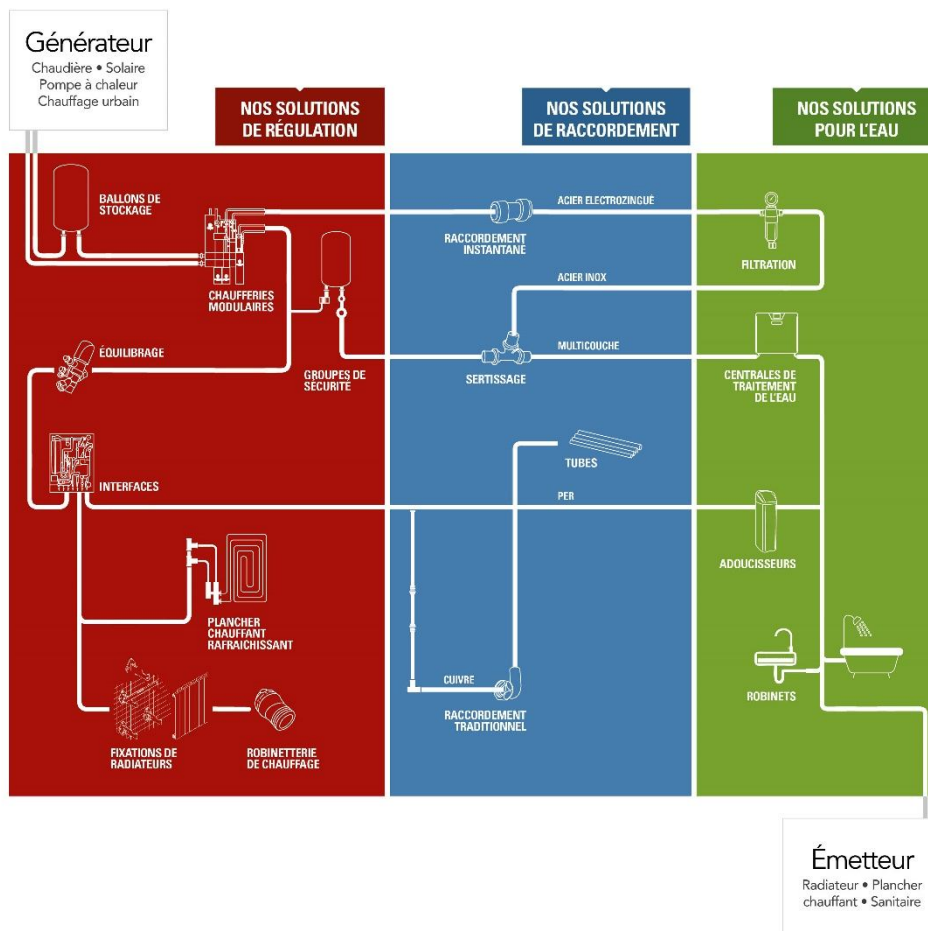 Générateur
Chaudière • Solaire
Pompe à chaleur
Chauffage urbain
NOS SOLUTIONS
DE RÉGULATION
NOS SOLUTIONS
DE RACCORDEMENT
NOS SOLUTIONS
POUR L'EAU
BALLONS DE
STOCKAGE
CHAUFFERIES
MODULAIRES
ÉQUILIBRAGE
GROUPES DE
SÉCURITÉ
INTERFACES
PLANCHER
CHAUFFANT
RAFRAICHISSANT
FIXATIONS DE
RADIATEURS
ROBINETTERIE
DE CHAUFFAGE
ACIER ELECTROZINGUÉ
RACCORDEMENT
INSTANTANÉ
ACIER INOX
MULTICOUCHE
SERTISSAGE
TUBES
PER
CUIVRE
RACCORDEMENT
TRADITIONNEL
FILTRATION
CENTRALES DE
TRAITEMENT
DE L'EAU
ADOUCISSEURS
ROBINETS
Émetteur
Radiateur • Plancher
chauffant • Sanitaire